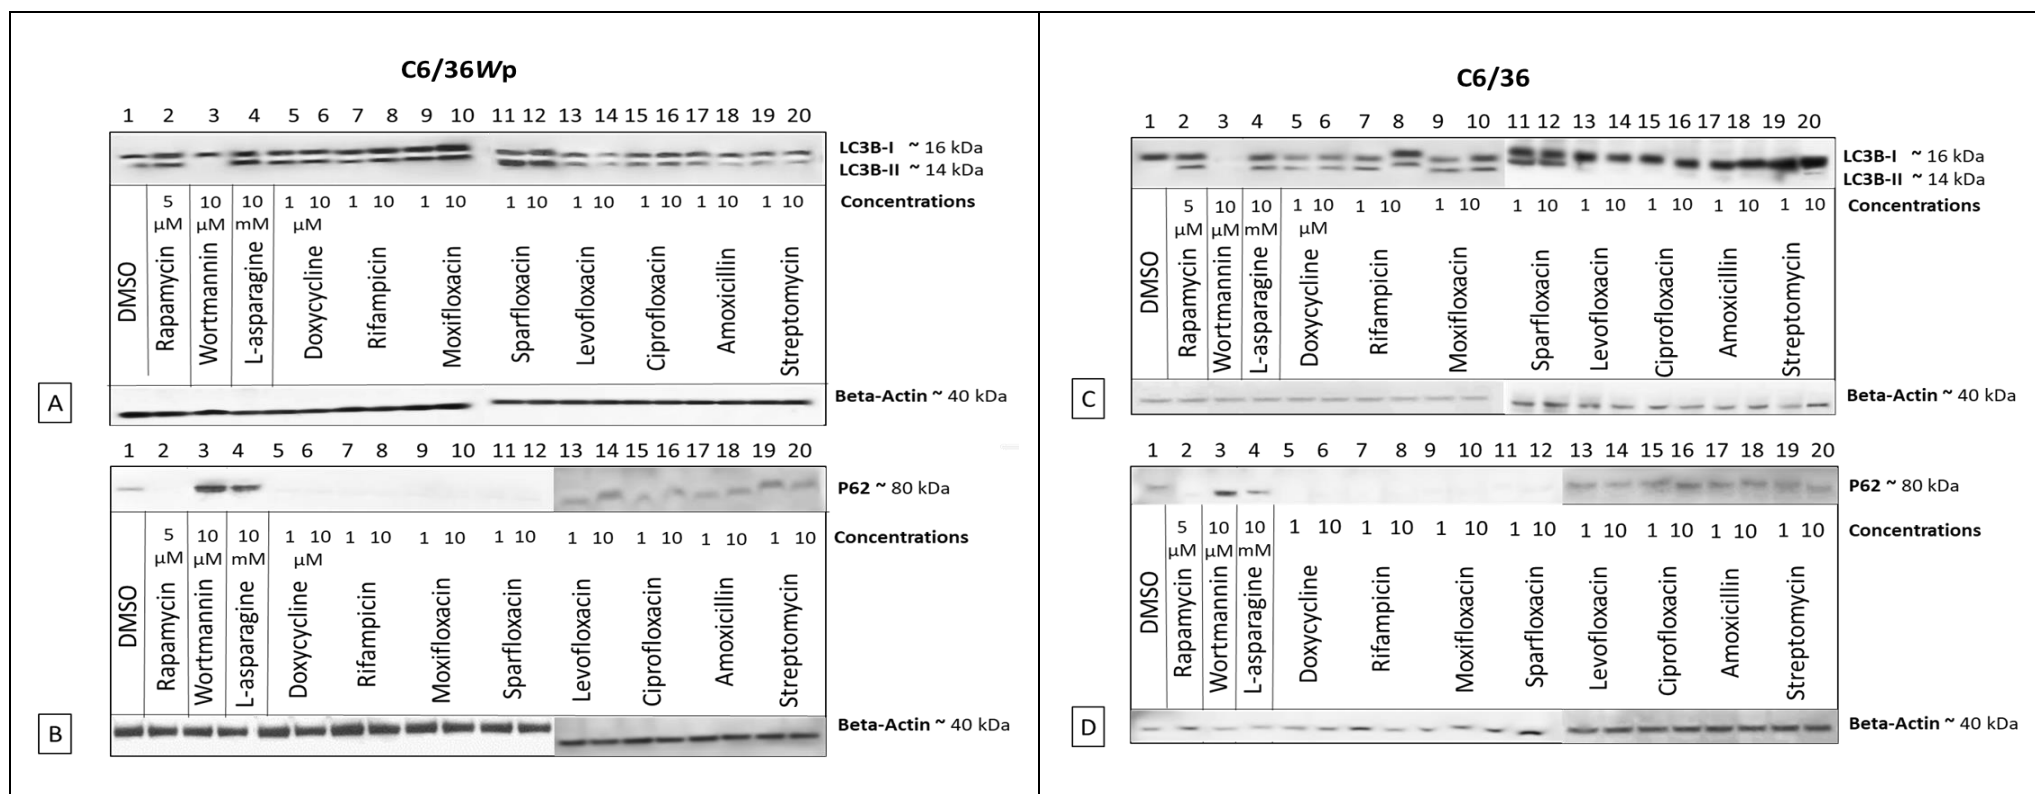 C6/36Wp
1 2 3 4 5 6 7 8 9 10 11 12 13 14 15 16 17 18 19 20
LC3B-I ~ 16 kDa
LC3B-II ~ 14 kDa
5 10 10 1 10 1 10 1 10 1 10 1 10 1 10 1 10 1 10 Concentrations
µM µM mM µM
DMSO Rapamycin Wortmannin L-asparagine Doxycycline Rifampicin Moxifloxacin Sparfloxacin Levofloxacin Ciprofloxacin Amoxicillin Streptomycin
A
Beta-Actin ~ 40 kDa
1 2 3 4 5 6 7 8 9 10 11 12 13 14 15 16 17 18 19 20
P62 ~ 80 kDa
5 10 10 1 10 1 10 1 10 1 10 1 10 1 10 1 10 1 10 Concentrations
µM µM mM µM
DMSO Rapamycin Wortmannin L-asparagine Doxycycline Rifampicin Moxifloxacin Sparfloxacin Levofloxacin Ciprofloxacin Amoxicillin Streptomycin
B
Beta-Actin ~ 40 kDa
C6/36
1 2 3 4 5 6 7 8 9 10 11 12 13 14 15 16 17 18 19 20
LC3B-I ~ 16 kDa
LC3B-II ~ 14 kDa
5 10 10 1 10 1 10 1 10 1 10 1 10 1 10 1 10 1 10 Concentrations
µM µM mM µM
DMSO Rapamycin Wortmannin L-asparagine Doxycycline Rifampicin Moxifloxacin Sparfloxacin Levofloxacin Ciprofloxacin Amoxicillin Streptomycin
C
Beta-Actin ~ 40 kDa
1 2 3 4 5 6 7 8 9 10 11 12 13 14 15 16 17 18 19 20
P62 ~ 80 kDa
5 10 10 1 10 1 10 1 10 1 10 1 10 1 10 1 10 1 10 Concentrations
µM µM mM
DMSO Rapamycin Wortmannin L-asparagine Doxycycline Rifampicin Moxifloxacin Sparfloxacin Levofloxacin Ciprofloxacin Amoxicillin Streptomycin
D
Beta-Actin ~ 40 kDa